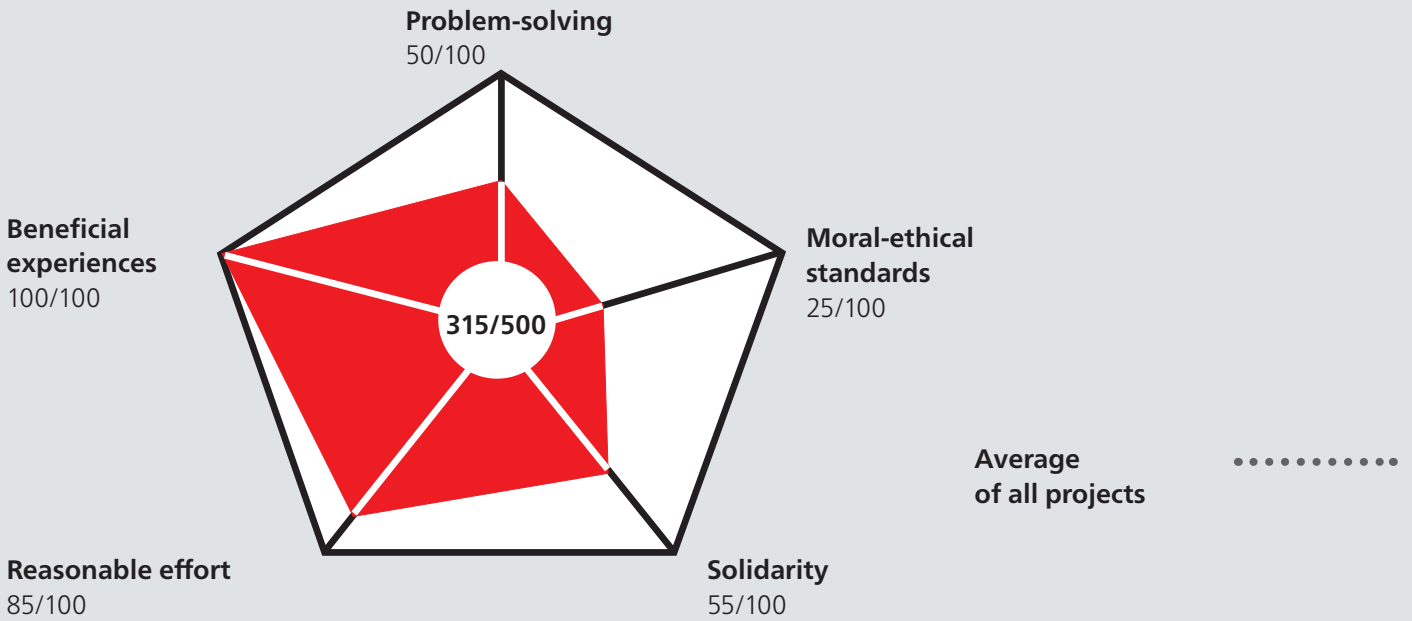 Problem-solving
50/100
Beneficial
experiences
100/100
Moral-ethical
standards
25/100
315/500
Average
of all projects
Reasonable effort
85/100
Solidarity
55/100